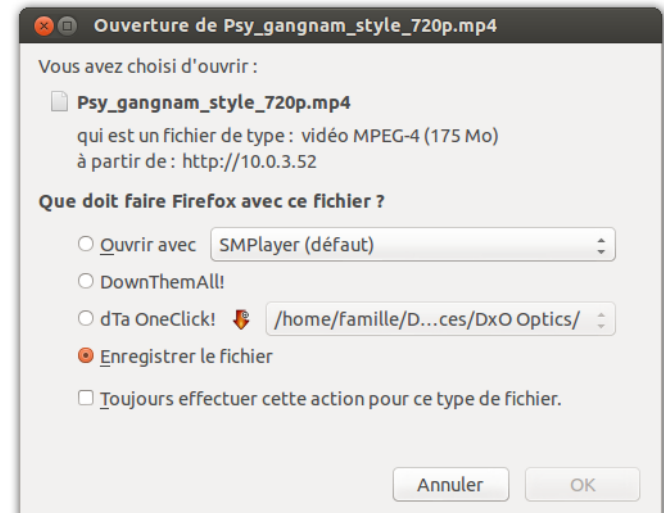 Ouverture de Psy_gangnam_style_720p.mp4
Vous avez choisi d'ouvrir :
Psy_gangnam_style_720p.mp4
qui est un fichier de type : vidéo MPEG-4 (175 Mo)
à partir de : http://10.0.3.52
Que doit faire Firefox avec ce fichier ?
Ouvrir avec SMPlayer (défaut)
DownThemAll!
dTa OneClick! /home/famille/D...ces/DxO Optics/
Enregistrer le fichier
Toujours effectuer cette action pour ce type de fichier.
Annuler OK